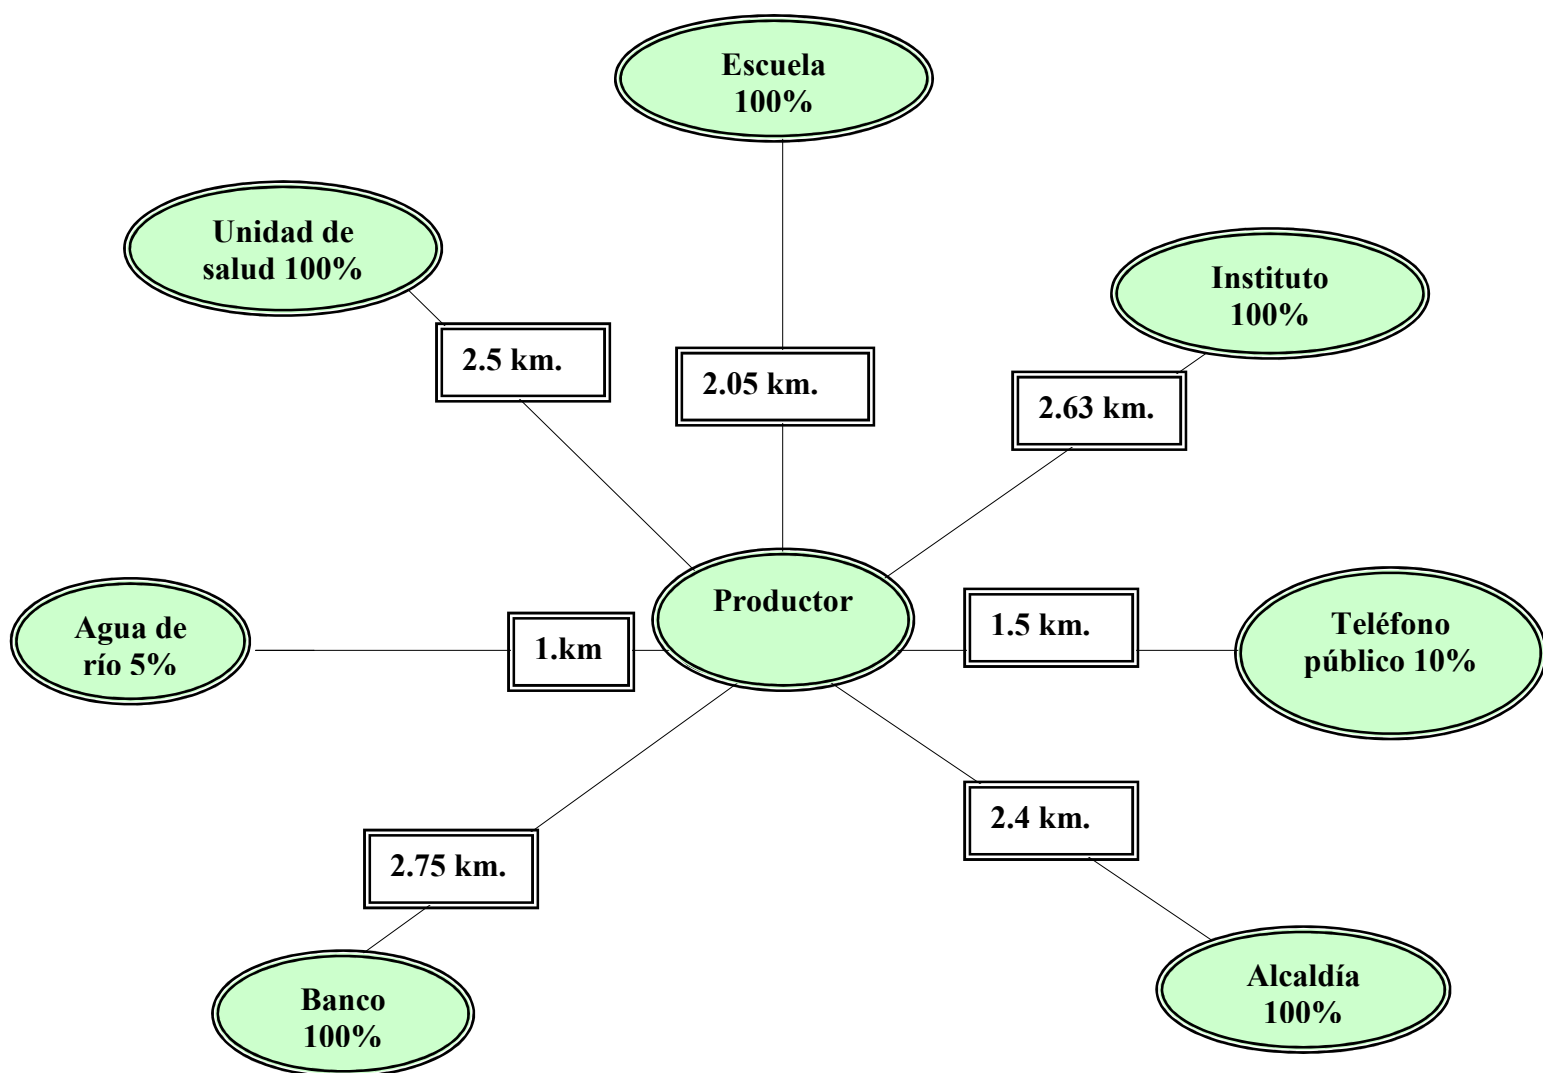 Escuela
100%
Unidad de
salud 100%
Instituto
100%
2.5 km.
2.05 km.
2.63 km.
Productor
Agua de
río 5%
1.km
1.5 km.
Teléfono
público 10%
2.4 km.
2.75 km.
Banco
100%
Alcaldía
100%